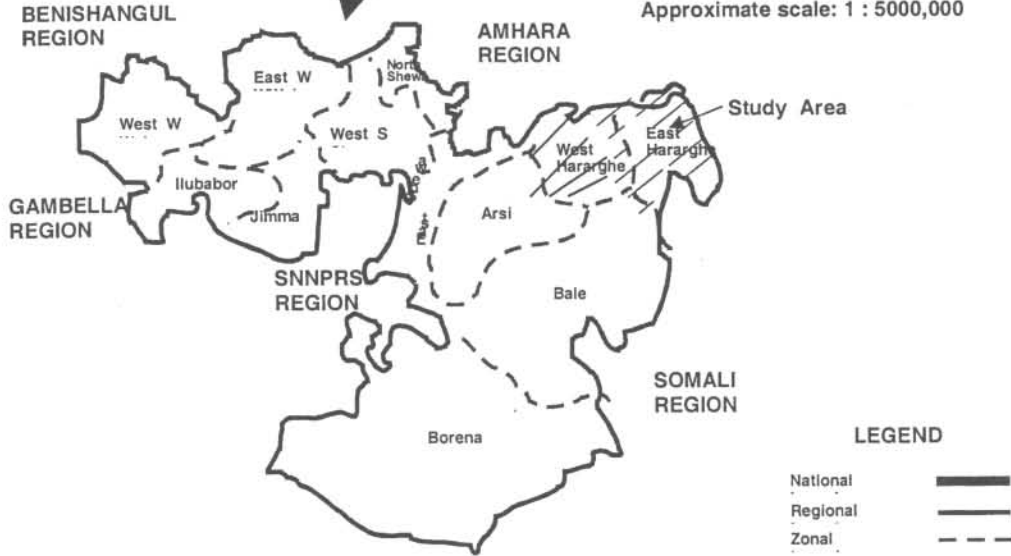 BENISHANGUL
REGION
Approximate scale: 1 : 5000,000
AMHARA
REGION
East W
North
Shewa
West W
West S
Study Area
West
Hararghe
East
Hararghe
Ilubabor
Jimma
GAMBELLA
REGION
Arsi
East
SNNPRS
REGION
Bale
SOMALI
REGION
Borena
LEGEND
National
Regional
Zonal